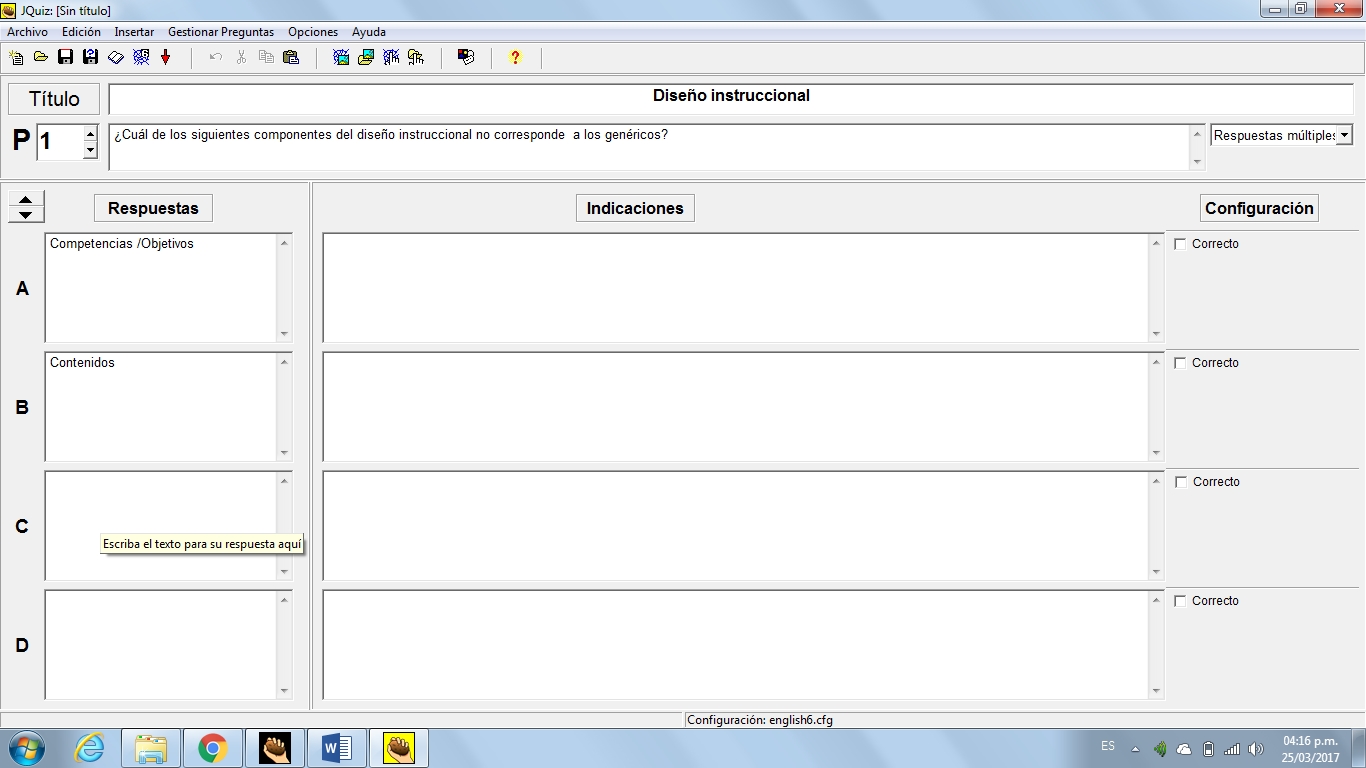 JQuiz: [Sin título]
Archivo Edición Insertar Gestionar Preguntas Opciones Ayuda
?
Título
Diseño instruccional
P
1
¿Cuál de los siguientes componentes del diseño instruccional no corresponde  a los genéricos?
Respuestas múltiples
Respuestas
Indicaciones
Configuración
A
Competencias /Objetivos
Correcto
B
Contenidos
Correcto
C
Escriba el texto para su respuesta aquí
Correcto
D
Correcto
Configuración: english6.cfg
ES
04:16 p.m.
25/03/2017